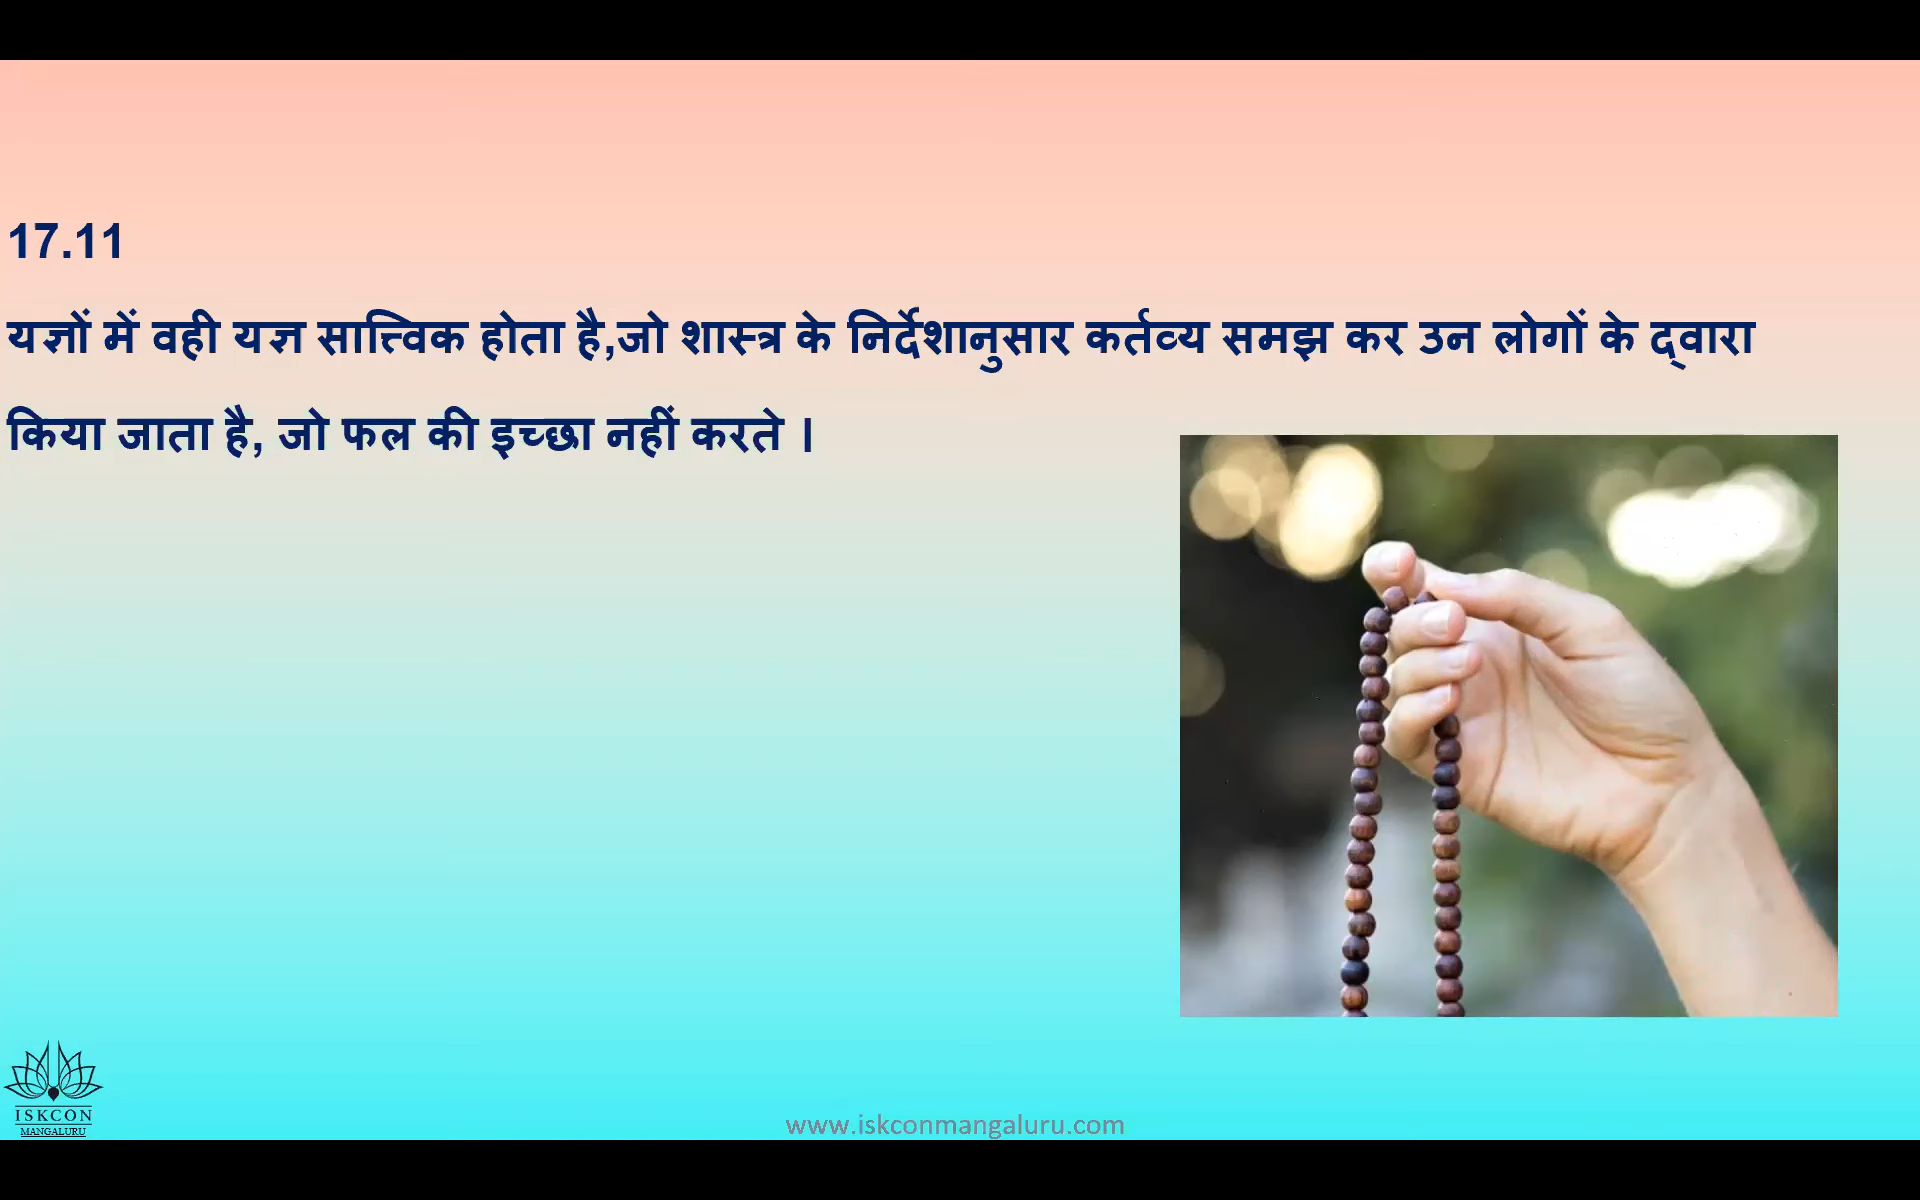 17.11
यज्ञों में वही यज्ञ सात्त्विक होता है,जो शास्त्र के निर्देशानुसार कर्तव्य समझ कर उन लोगों के द्वारा
किया जाता है, जो फल की इच्छा नहीं करते ।
ISKCON
MANGALURU
www.iskconmangaluru.com